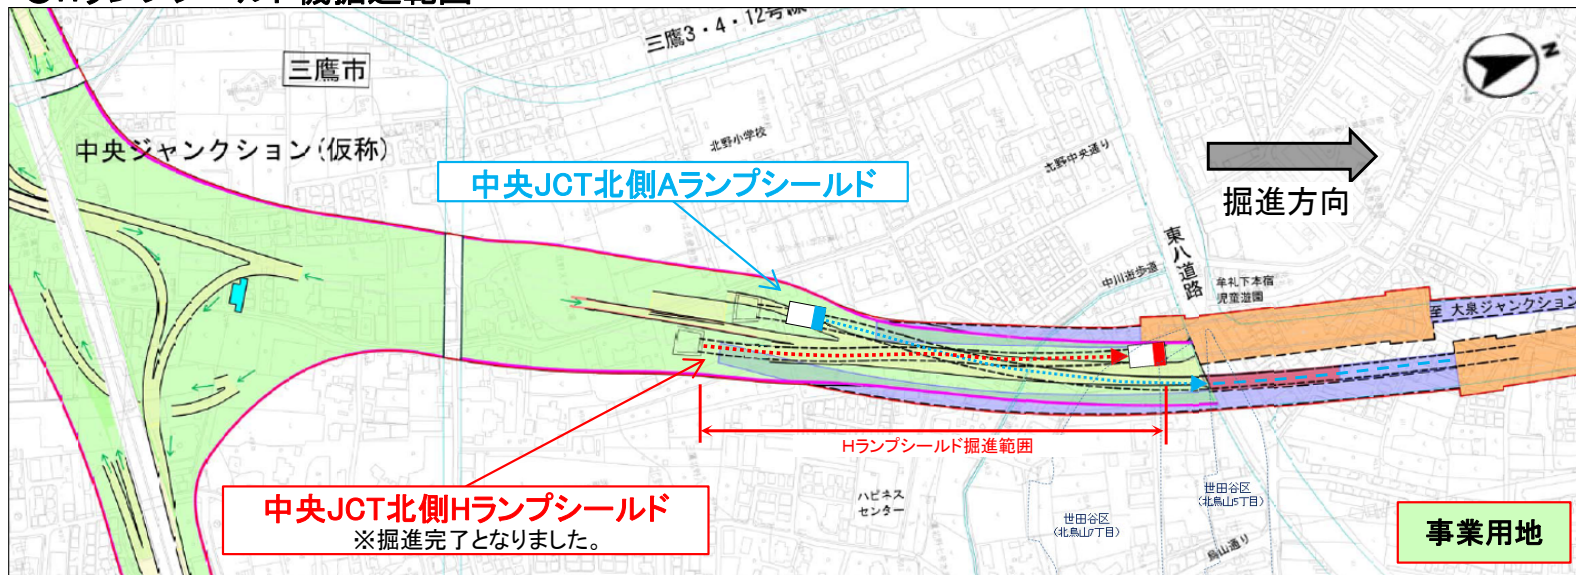 三鷹3・4・12号線
三鷹市
N
中央ジャンクション(仮称)
北野小学校
北野中央通り
中央JCT北側Aランプシールド
掘進方向
東八道路
中川遊歩道
牟礼下本宿
児童遊園
至 大泉ジャンクション
Hランプシールド掘進範囲
中央JCT北側Hランプシールド
※掘進完了となりました。
ハピネス
センター
世田谷区
(北烏山5丁目)
世田谷区
(北烏山7丁目)
烏山通り
事業用地